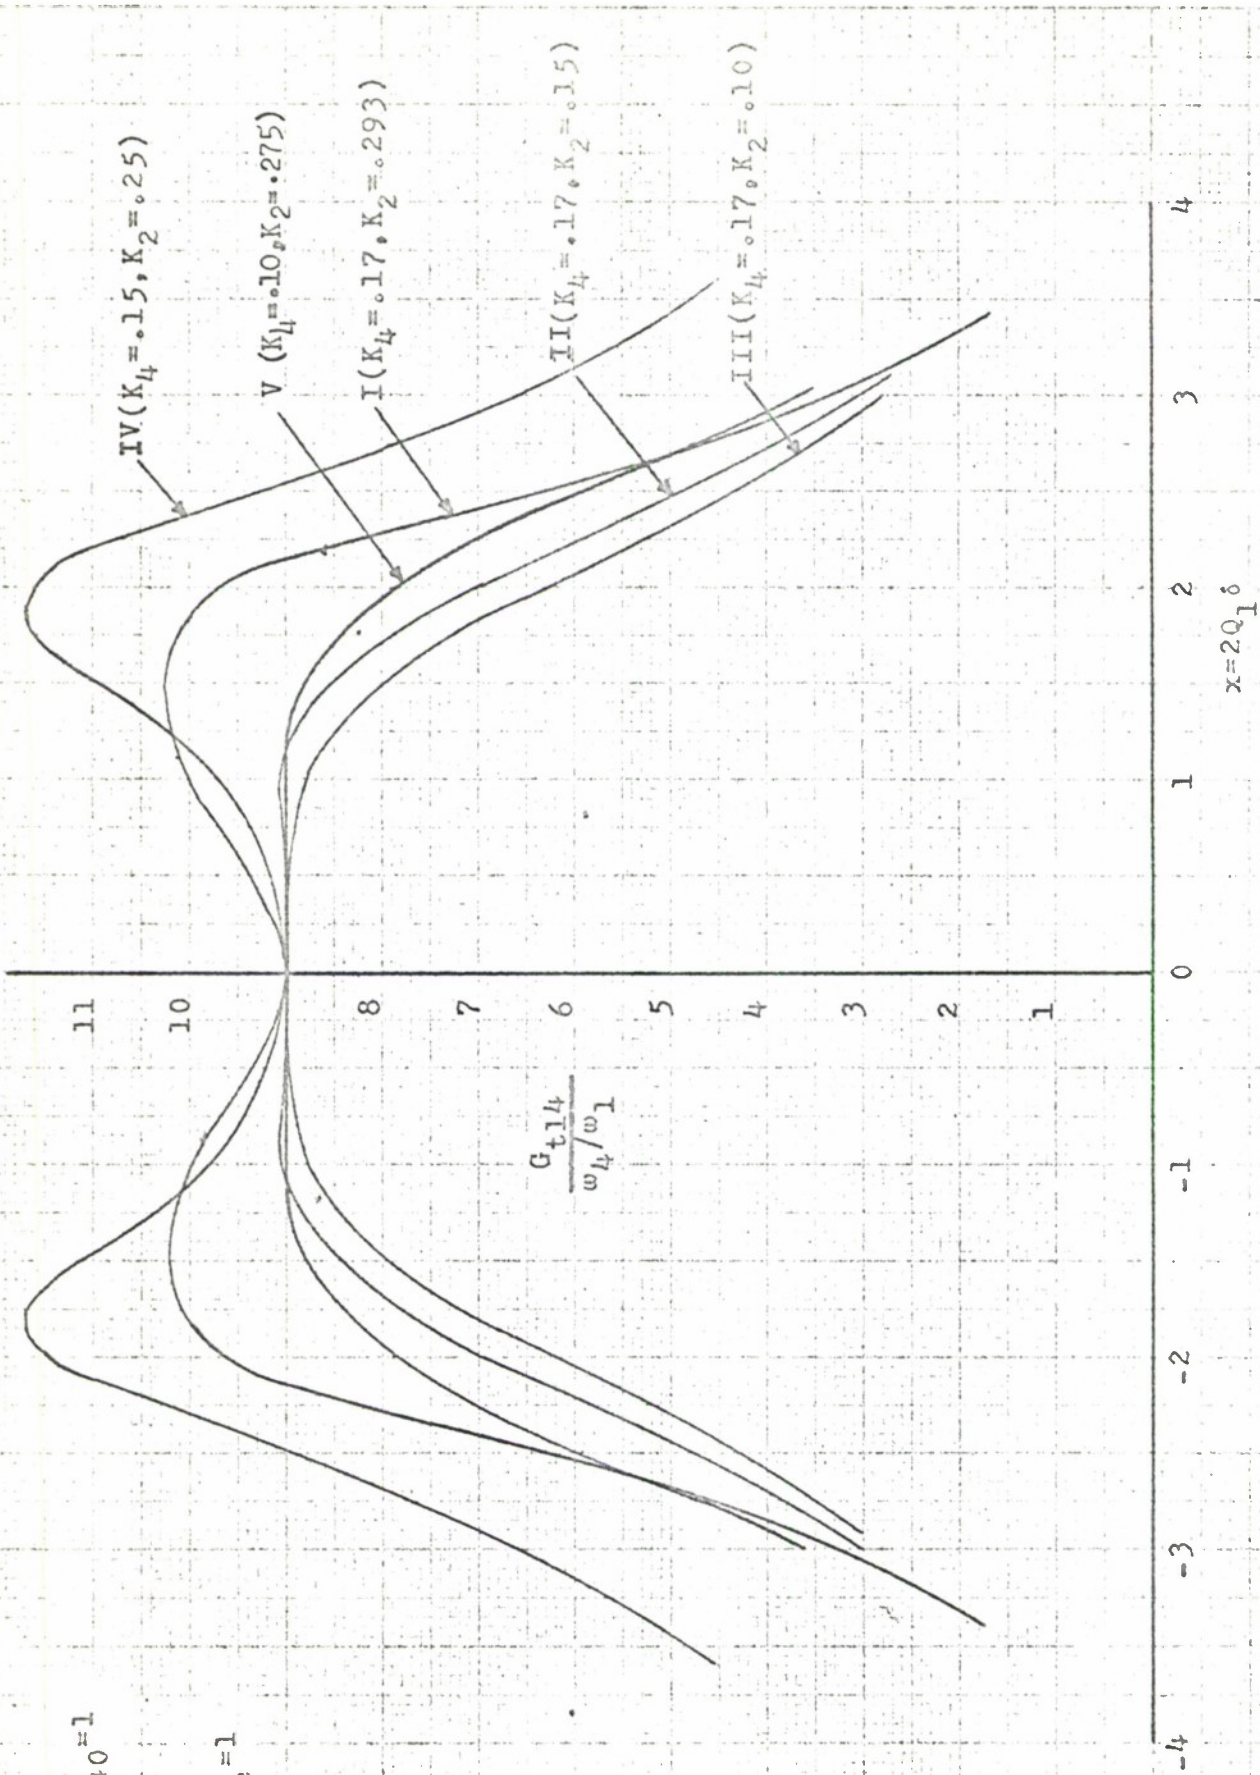 IV(K4=.15,K2=.25)
V (K4=.10,K2=.275)
I(K4=.17,K2=.293)
II(K4=.17,K2=.15)
III(K4=.17,K2=.10)
11
10
8
7
6
5
4
3
2
1
Gt14
ω4/ω1
-4 -3 -2 -1 0 1 2 3 4
x=2Q1δ
=1
=1